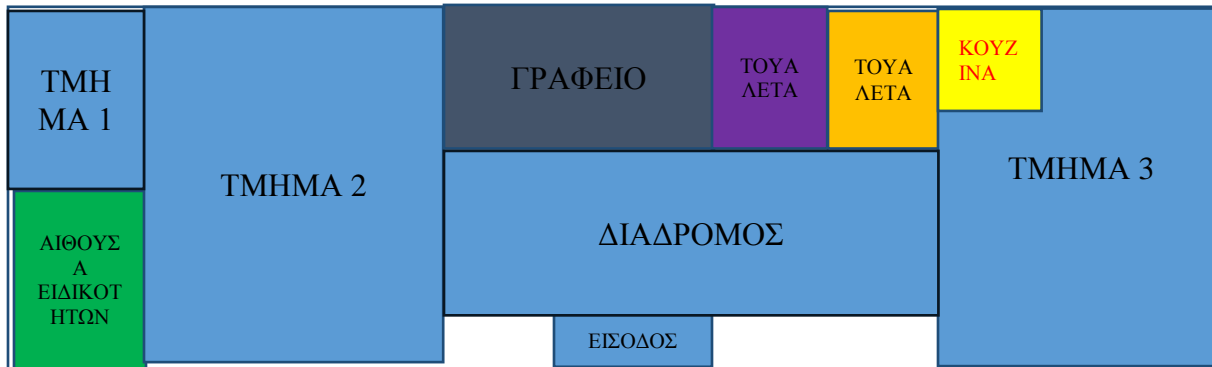 ΤΜΗ
ΜΑ 1
ΑΙΘΟΥΣ
Α
ΕΙΔΙΚΟΤ
ΗΤΩΝ
ΤΜΗΜΑ 2
ΓΡΑΦΕΙΟ
ΤΟΥΑ
ΛΕΤΑ
ΤΟΥΑ
ΛΕΤΑ
ΚΟΥΖ
ΙΝΑ
ΤΜΗΜΑ 3
ΔΙΑΔΡΟΜΟΣ
ΕΙΣΟΔΟΣ